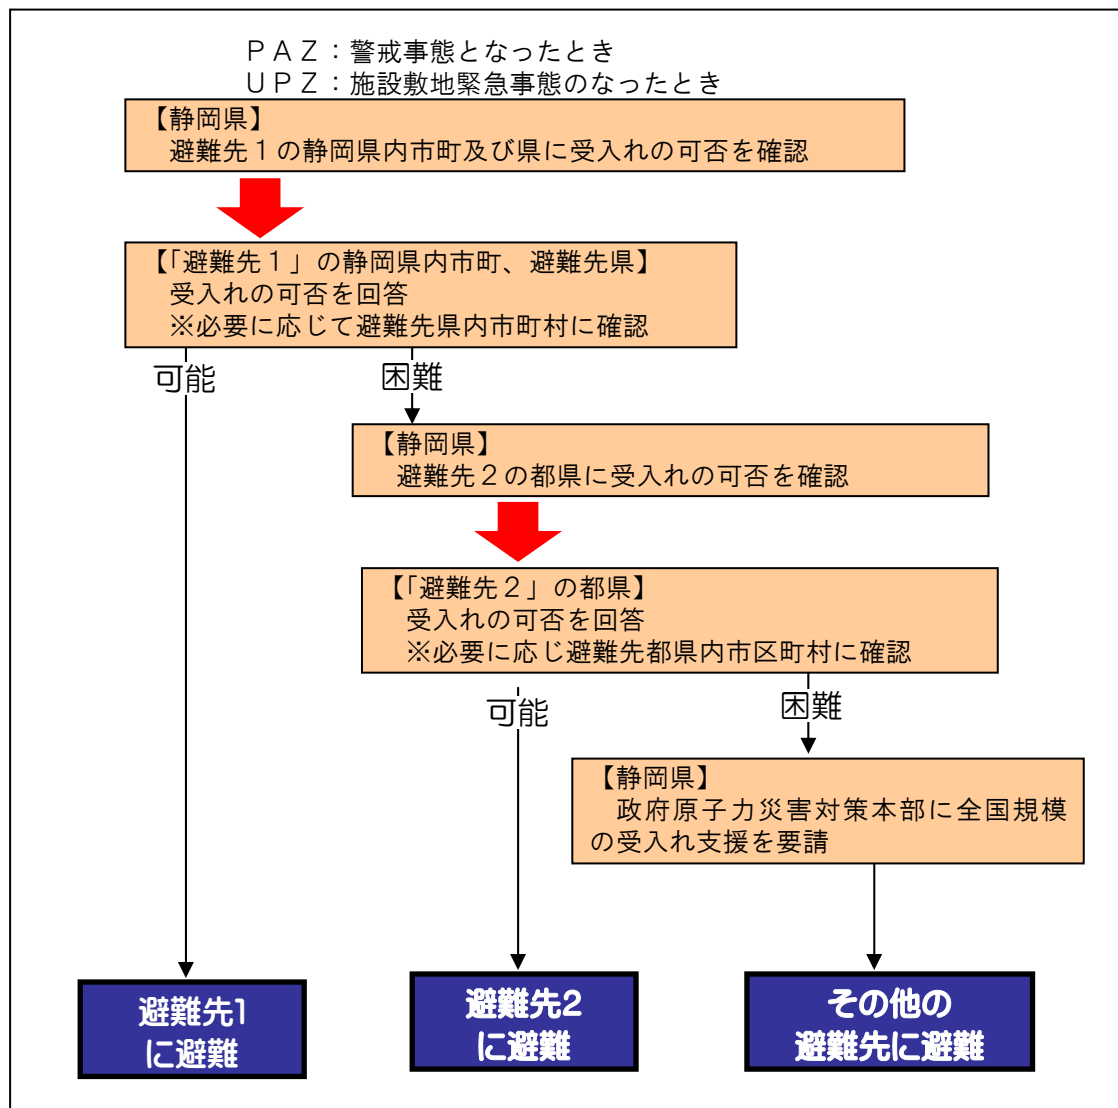 ＰＡＺ：警戒事態となったとき
ＵＰＺ：施設敷地緊急事態のなったとき
【静岡県】
避難先１の静岡県内市町及び県に受入れの可否を確認
【｢避難先１」の静岡県内市町、避難先県】
受入れの可否を回答
※必要に応じて避難先県内市町村に確認
可能
困難
【静岡県】
避難先２の都県に受入れの可否を確認
【｢避難先２」の都県】
受入れの可否を回答
※必要に応じ避難先都県内市区町村に確認
可能
困難
【静岡県】
政府原子力災害対策本部に全国規模
の受入れ支援を要請
避難先1
に避難
避難先2
に避難
その他の
避難先に避難